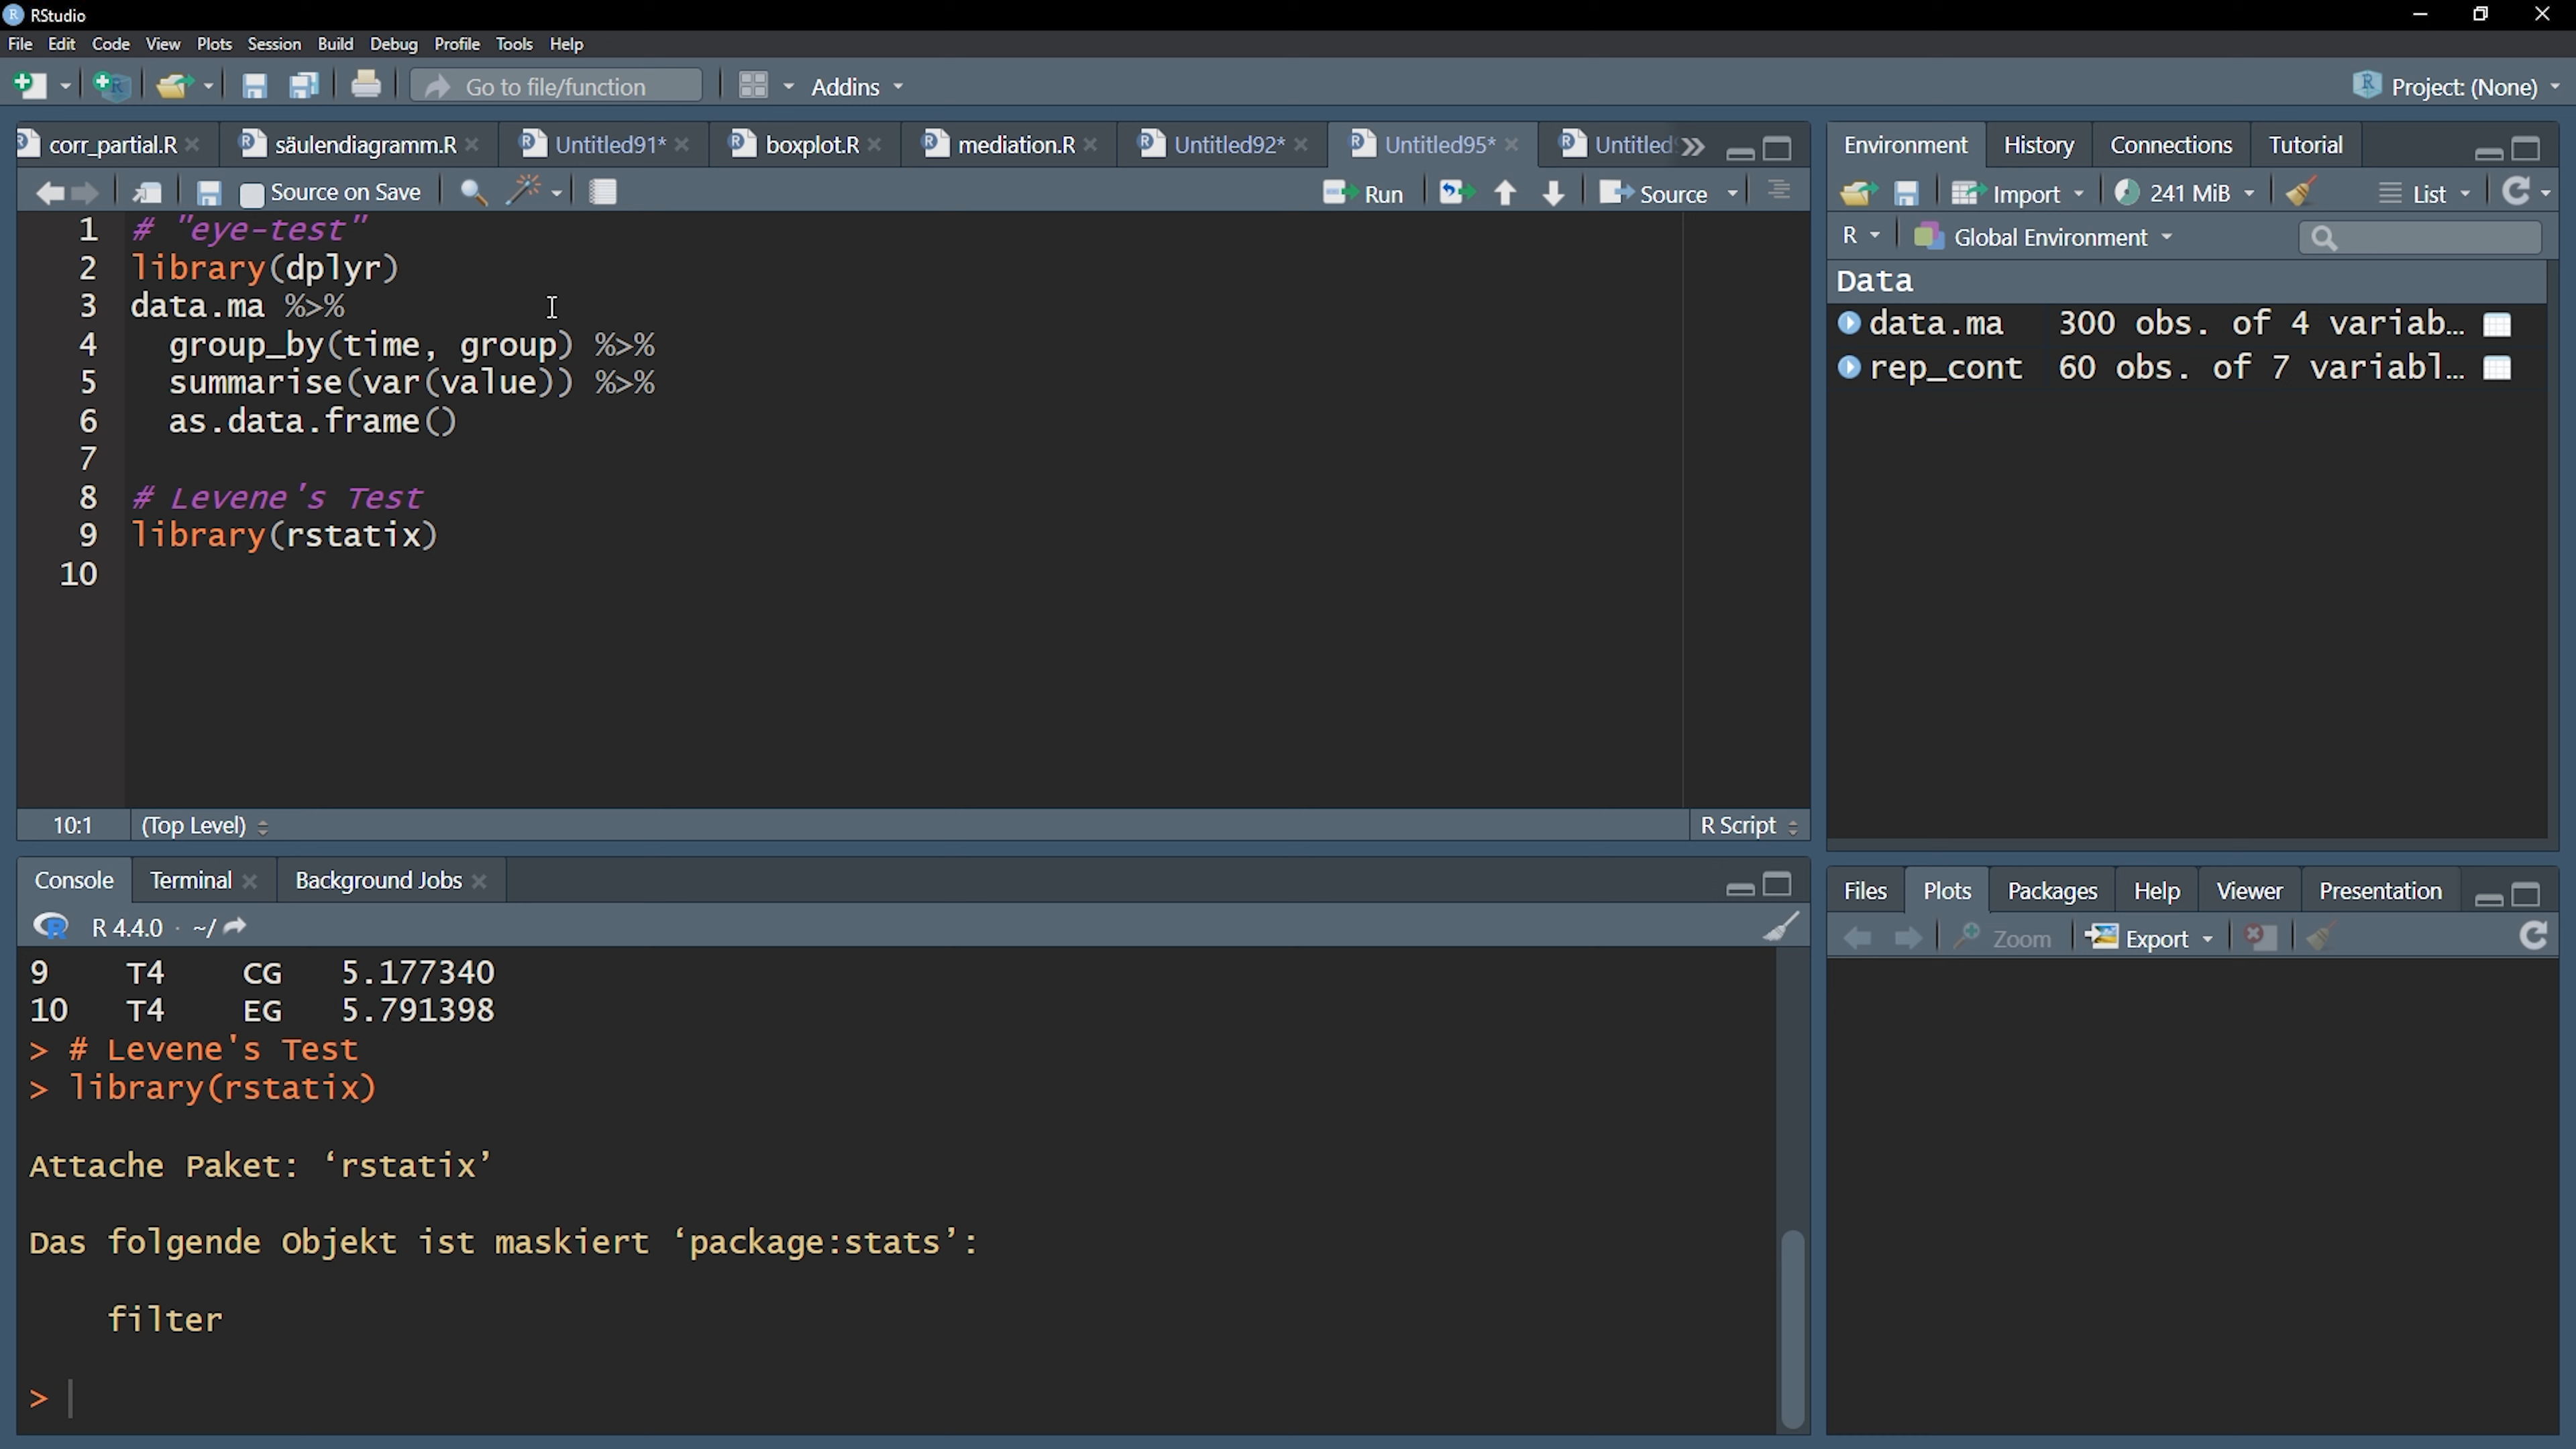 RStudio
File Edit Code View Plots Session Build Debug Profile Tools Help
Go to file/function Addins Project: (None)
corr_partial.R säulendiagramm.R Untitled91* boxplot.R mediation.R Untitled92* Untitled95* Untitled
Source on Save Run Source
1 # "eye-test"
2 library(dplyr)
3 data.ma %>%
4 group_by(time, group) %>%
5 summarise(var(value)) %>%
6 as.data.frame()
7
8 # Levene's Test
9 library(rstatix)
10
10:1 (Top Level) R Script
Console Terminal Background Jobs
R 4.4.0 · ~/
9 T4 CG 5.177340
10 T4 EG 5.791398
> # Levene's Test
> library(rstatix)
Attache Paket: ‘rstatix’
Das folgende Objekt ist maskiert ‘package:stats’:
filter
>
Environment History Connections Tutorial
Import 241 MiB List
R Global Environment
Data
data.ma 300 obs. of 4 variab…
rep_cont 60 obs. of 7 variabl…
Files Plots Packages Help Viewer Presentation
Zoom Export